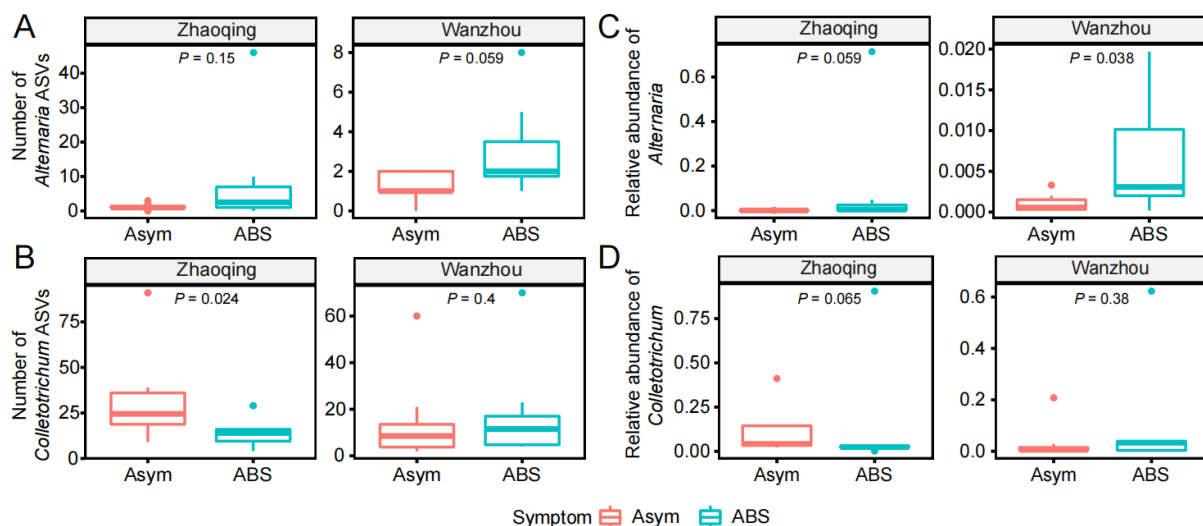 A
Zhaoqing
Wanzhou
P = 0.15
P = 0.059
Number of
Alternaria ASVs
40
30
20
10
0
8
6
4
2
0
Asym
ABS
Asym
ABS
C
Zhaoqing
Wanzhou
P = 0.059
P = 0.038
Relative abundance of
Alternaria
0.6
0.4
0.2
0.0
0.020
0.015
0.010
0.005
0.000
Asym
ABS
Asym
ABS
B
Zhaoqing
Wanzhou
P = 0.024
P = 0.4
Number of
Colletotrichum ASVs
75
50
25
0
60
40
20
0
Asym
ABS
Asym
ABS
D
Zhaoqing
Wanzhou
P = 0.065
P = 0.38
Relative abundance of
Colletotrichum
0.75
0.50
0.25
0.00
0.6
0.4
0.2
0.0
Asym
ABS
Asym
ABS
Symptom Asym ABS